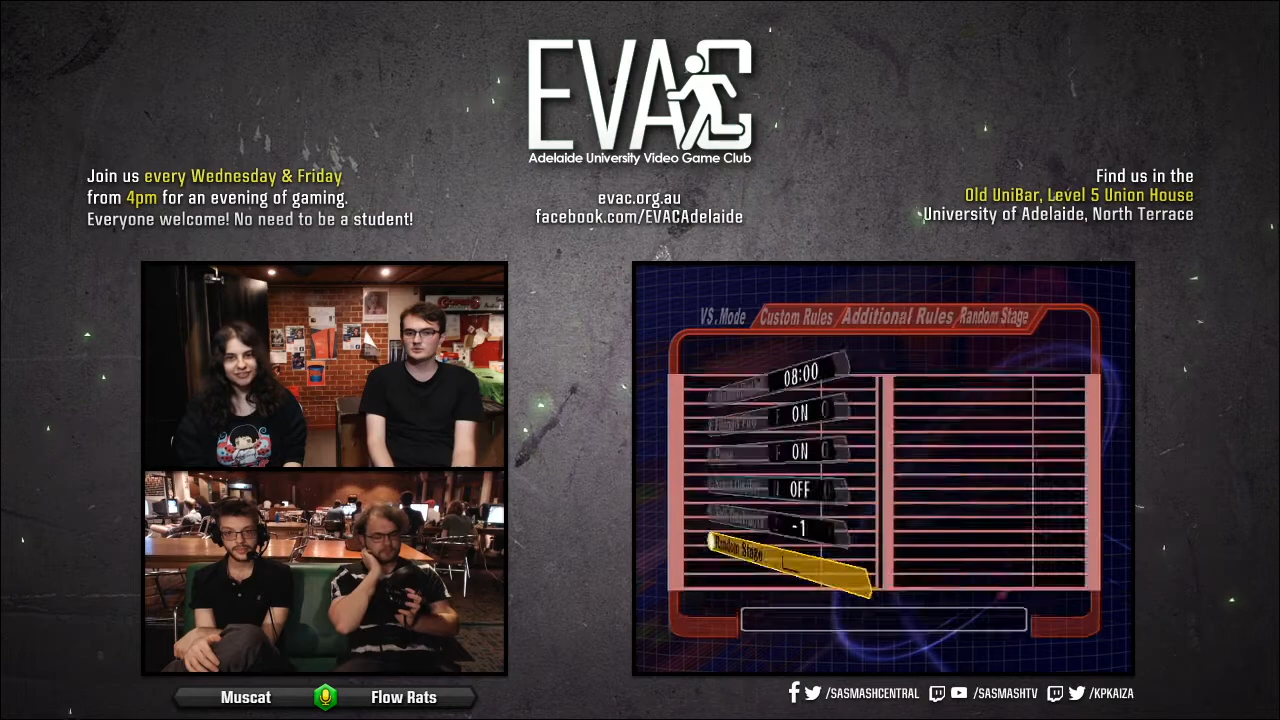 EVAC
Adelaide University Video Game Club
Join us every Wednesday & Friday
from 4pm for an evening of gaming.
Everyone welcome! No need to be a student!
evac.org.au
facebook.com/EVACAdelaide
Find us in the
Old UniBar, Level 5 Union House
University of Adelaide, North Terrace
VS. Mode Custom Rules Additional Rules Random Stage
08:00
ON
ON
OFF
-1
Random Stage
Muscat
Flow Rats
/SASMASHCENTRAL /SASMASHTV /KPKAIZA